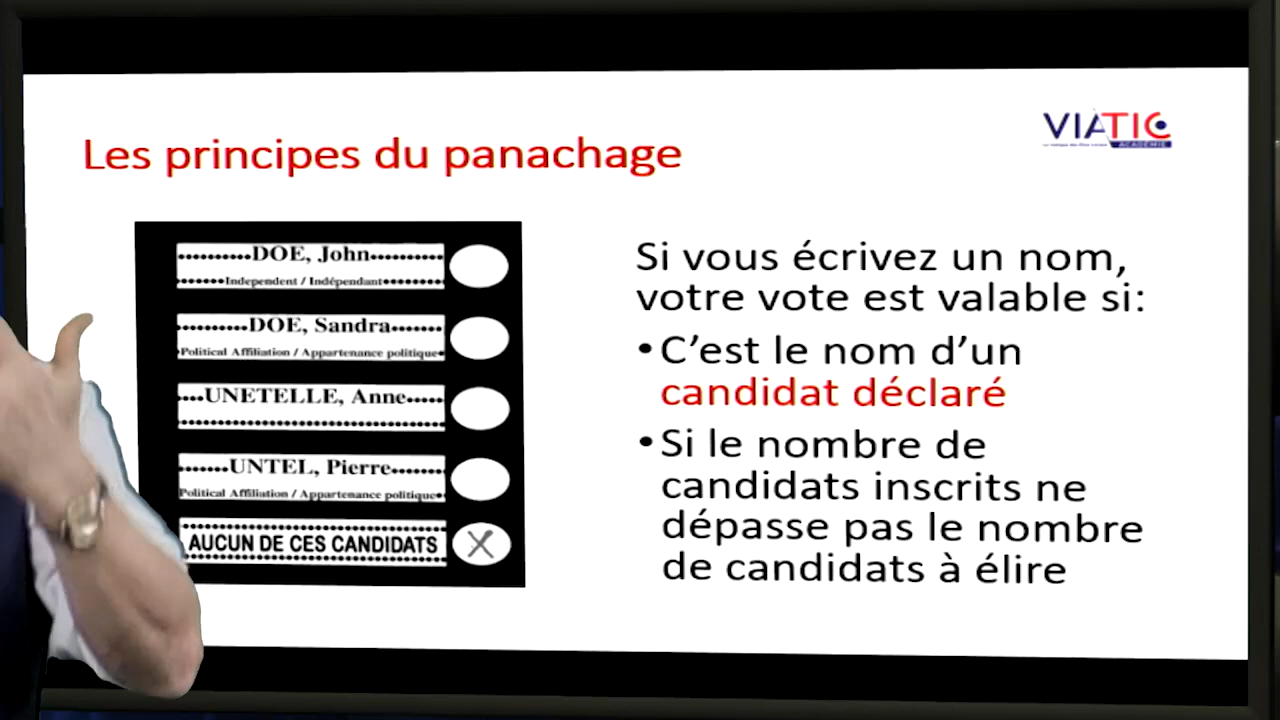 Les principes du panachage
VIATIC
ACADEMIE
DOE, John
Independent / Indépendant
DOE, Sandra
Political Affiliation / Appartenance politique
UNETELLE, Anne
UNTEL, Pierre
Political Affiliation / Appartenance politique
AUCUN DE CES CANDIDATS
Si vous écrivez un nom,
votre vote est valable si:
•C’est le nom d’un
candidat déclaré
•Si le nombre de
candidats inscrits ne
dépasse pas le nombre
de candidats à élire